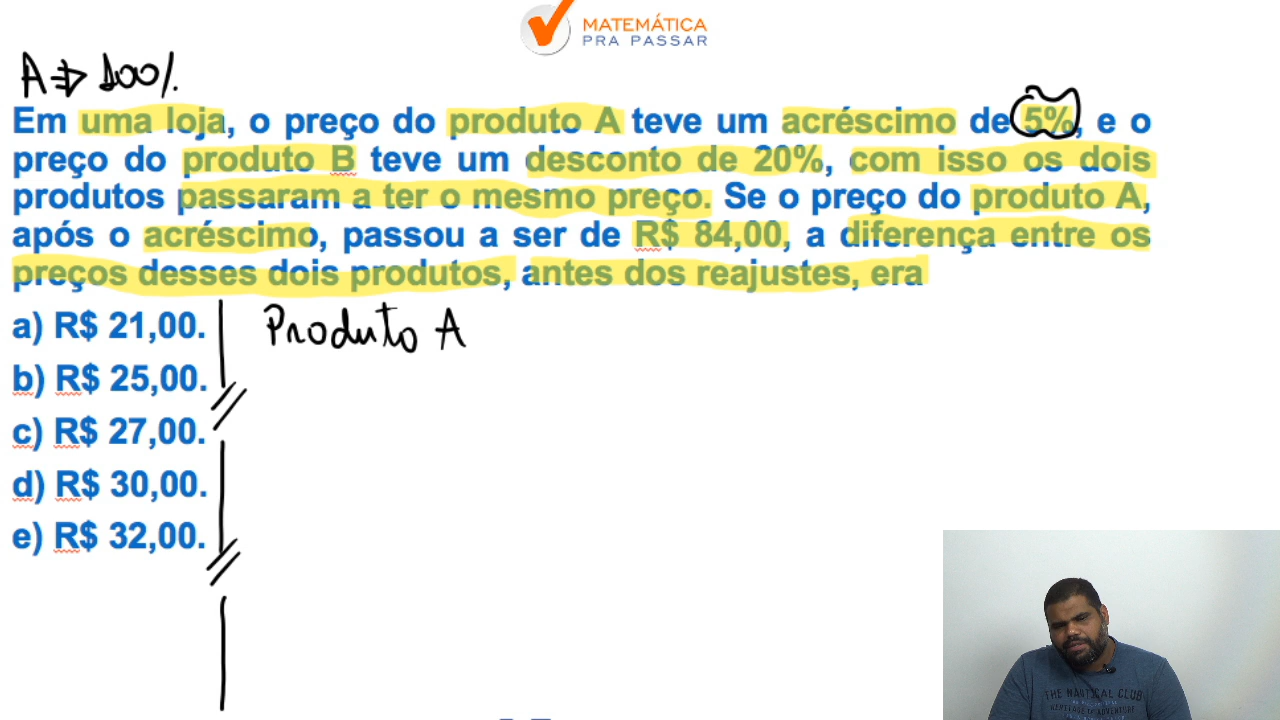 MATEMÁTICA
PRA PASSAR
A ⇒ 100%.
Em uma loja, o preço do produto A teve um acréscimo de 5%, e o
preço do produto B teve um desconto de 20%, com isso os dois
produtos passaram a ter o mesmo preço. Se o preço do produto A,
após o acréscimo, passou a ser de R$ 84,00, a diferença entre os
preços desses dois produtos, antes dos reajustes, era
a) R$ 21,00.
Produto A
b) R$ 25,00.
c) R$ 27,00.
d) R$ 30,00.
e) R$ 32,00.
THE NAUTICAL CLUB